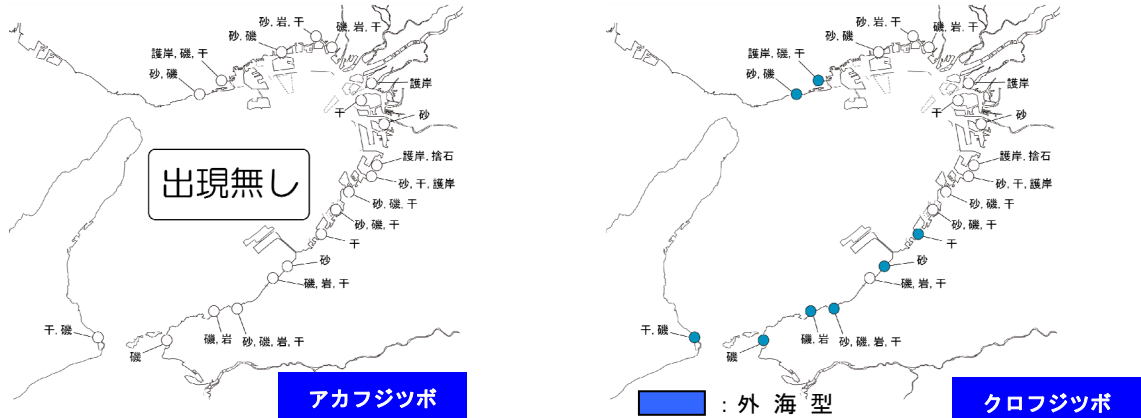 砂,岩,干
砂,磯
磯,岩,干
護岸,磯,干
砂,磯
護岸
干
砂
護岸,捨石
砂,干,護岸
出現無し
砂,磯,干
砂,磯,干
干
砂
磯,岩,干
干,磯
磯
磯,岩
砂,磯,岩,干
アカフジツボ
砂,岩,干
砂,磯
磯,岩,干
護岸,磯,干
砂,磯
護岸
干
砂
護岸,捨石
砂,干,護岸
砂,磯,干
砂,磯,干
干
砂
磯,岩,干
干,磯
磯
磯,岩
砂,磯,岩,干
：外 海 型
クロフジツボ